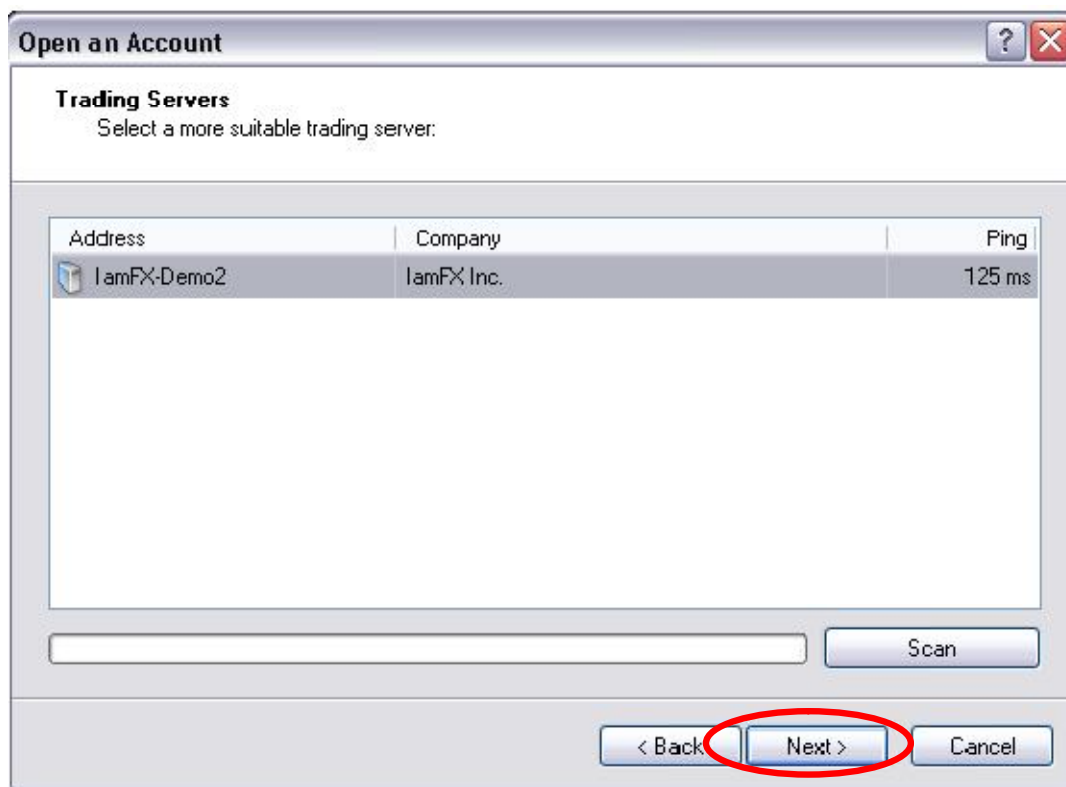 Open an Account
Trading Servers
Select a more suitable trading server:
Address Company Ping
IamFX-Demo2 IamFX Inc. 125 ms
Scan
< Back Next > Cancel